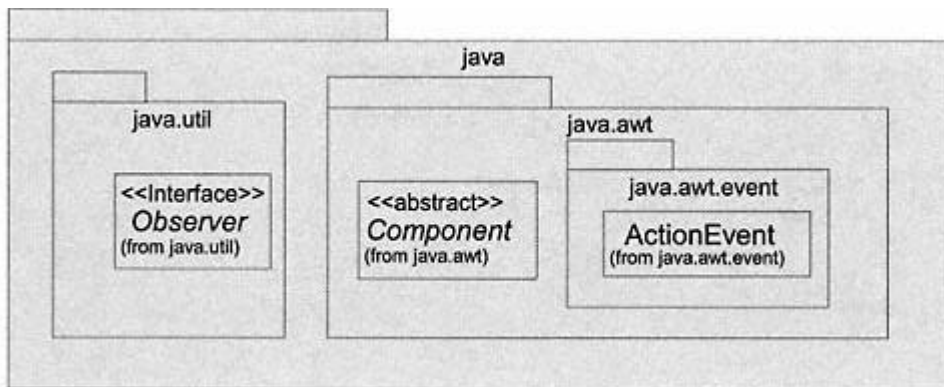 java
java.util
<<Interface>>
Observer
(from java.util)
java.awt
<<abstract>>
Component
(from java.awt)
java.awt.event
ActionEvent
(from java.awt.event)